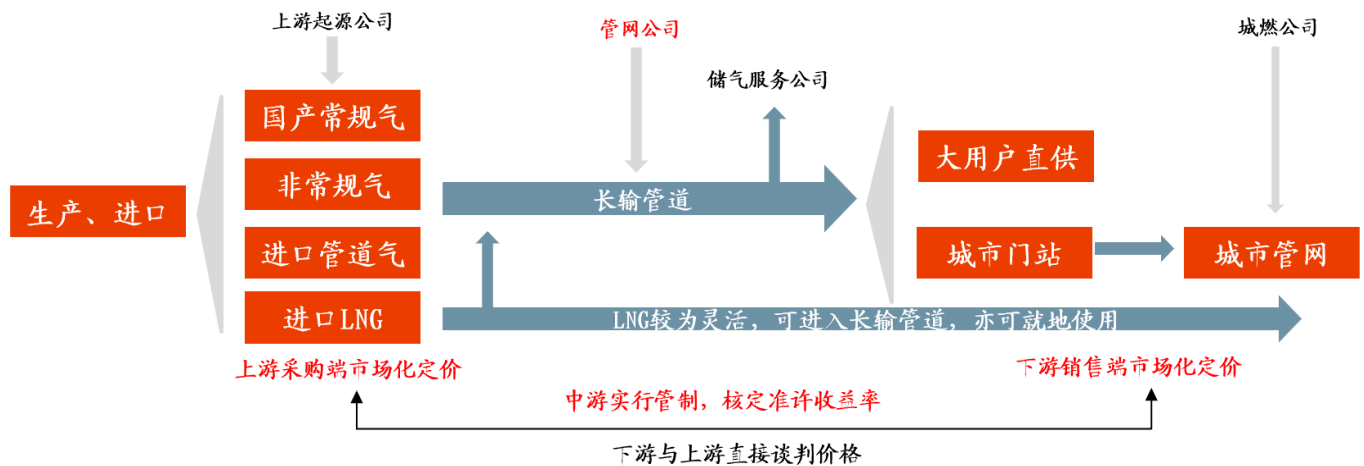 上游起源公司
管网公司
城燃公司
储气服务公司
国产常规气
大用户直供
非常规气
长输管道
生产、进口
进口管道气
城市门站
城市管网
进口LNG
LNG较为灵活，可进入长输管道，亦可就地使用
上游采购端市场化定价
下游销售端市场化定价
中游实行管制，核定准许收益率
下游与上游直接谈判价格